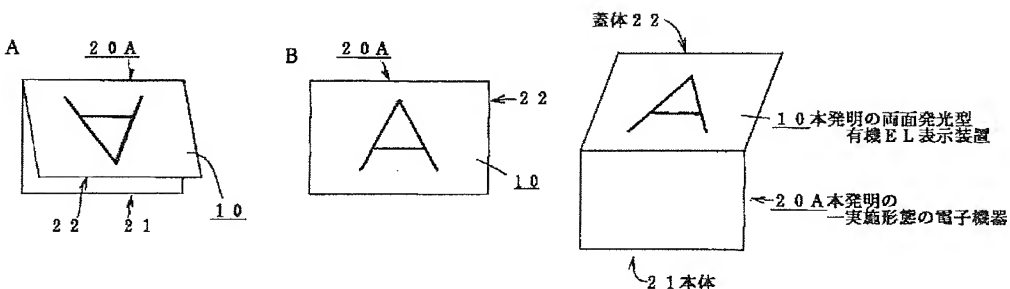 A
20A
∀
22
21
10
B
20A
A
22
10
蓋体22
A
10本発明の両面発光型
有機EL表示装置
20A本発明の
一実施形態の電子機器
21本体